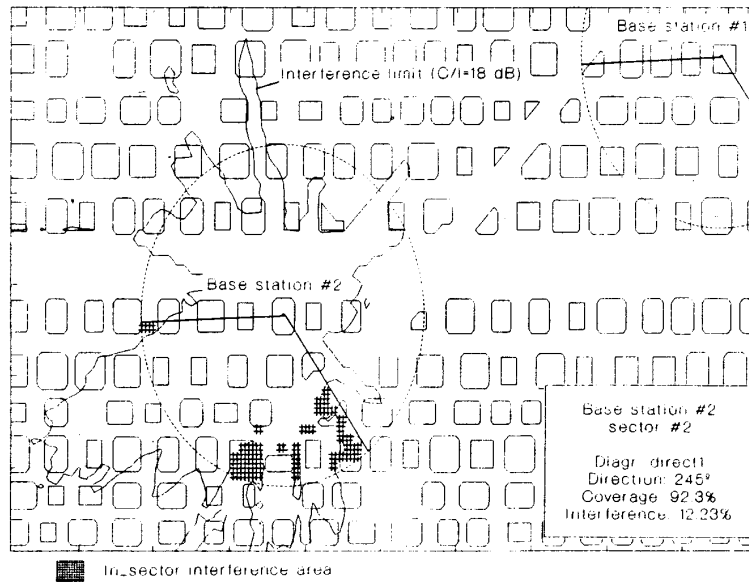 Base station #1
Interference limit (C/I=18 dB)
Base station #2
Base station #2
sector #2
Diagr. direct1
Direction: 245º
Coverage: 92.3%
Interference: 12.23%
In_sector interference area